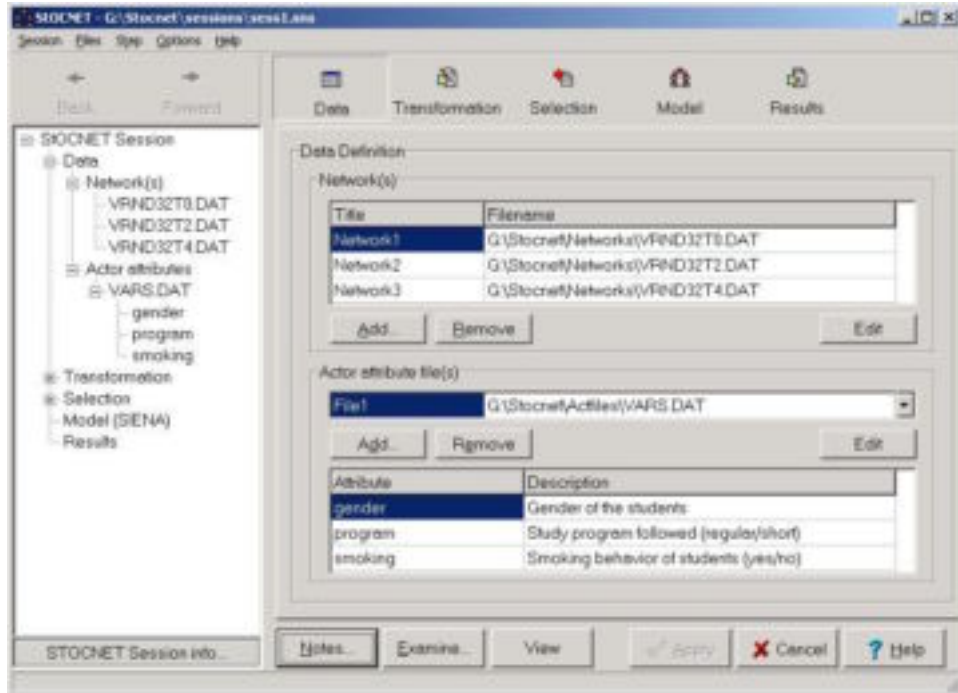 StOCNET - G:\Stocnet\sessions\sess1.sns
Session Files Step Options Help
Back Forward
Data Transformation Selection Model Results
StOCNET Session
Data
Network(s)
VRND32T0.DAT
VRND32T2.DAT
VRND32T4.DAT
Actor attributes
VARS.DAT
gender
program
smoking
Transformation
Selection
Model (SIENA)
Results
STOCNET Session info...
Data Definition
Network(s)
Title Filename
Network1 G:\Stocnet\Networks\VRND32T0.DAT
Network2 G:\Stocnet\Networks\VRND32T2.DAT
Network3 G:\Stocnet\Networks\VRND32T4.DAT
Add... Remove Edit
Actor attribute file(s)
File1 G:\Stocnet\Actfiles\VARS.DAT
Add... Remove Edit
Attribute Description
gender Gender of the students
program Study program followed (regular/short)
smoking Smoking behavior of students (yes/no)
Notes... Examine... View Apply Cancel Help